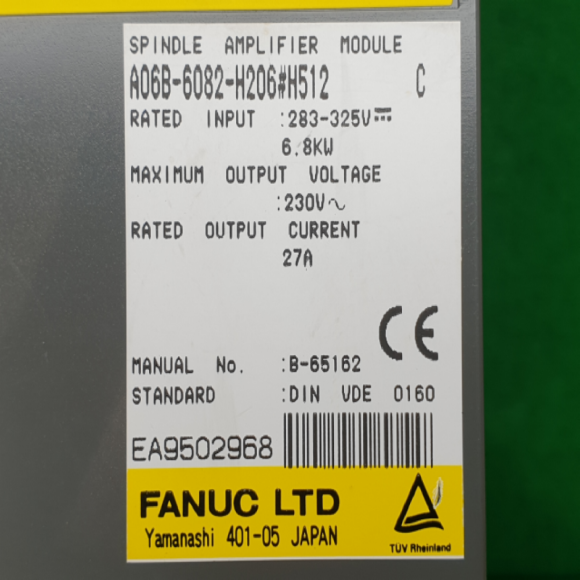 SPINDLE AMPLIFIER MODULE
A06B-6082-H206#H512 C
RATED INPUT :283-325V⎓
6.8KW
MAXIMUM OUTPUT VOLTAGE
:230V∿
RATED OUTPUT CURRENT
27A
CE
MANUAL No. :B-65162
STANDARD :DIN VDE 0160
EA9502968
FANUC LTD
Yamanashi 401-05 JAPAN
TÜV Rheinland